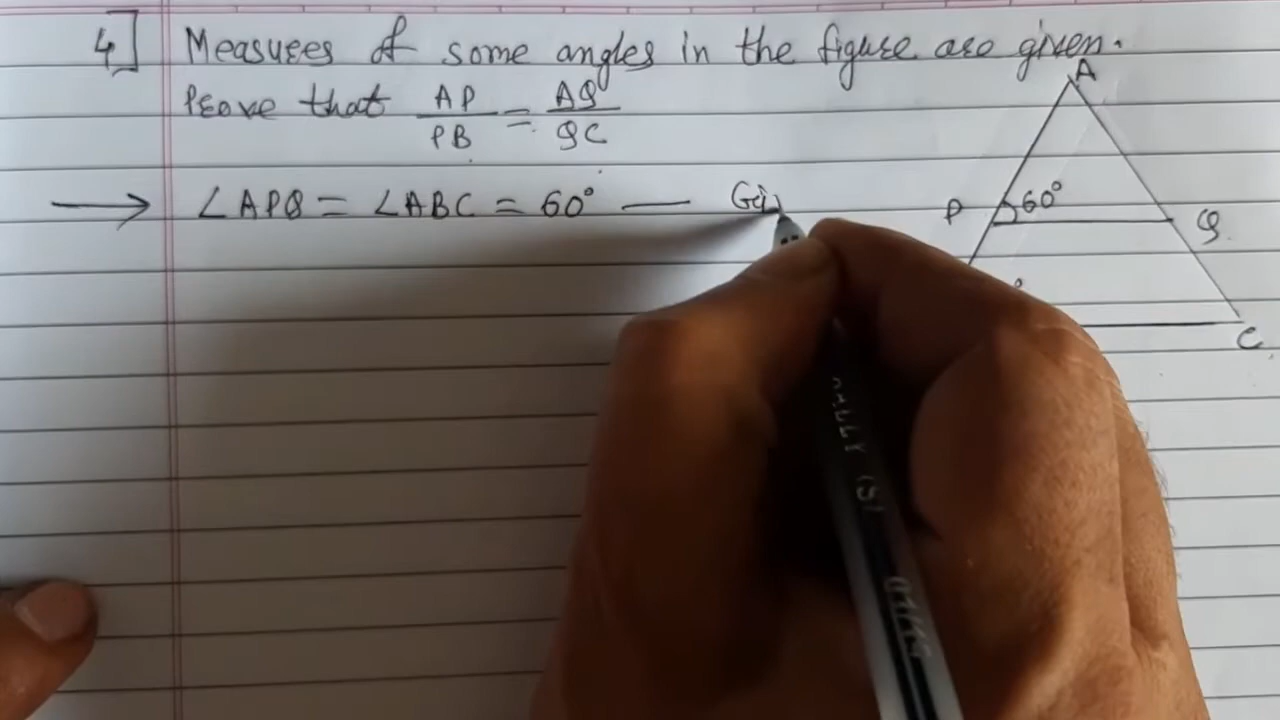 4] Measures of some angles in the figure are given.
Prove that AP/PB = AQ/QC
→ ∠APQ = ∠ABC = 60° — Gi
A
P 60° Q
C